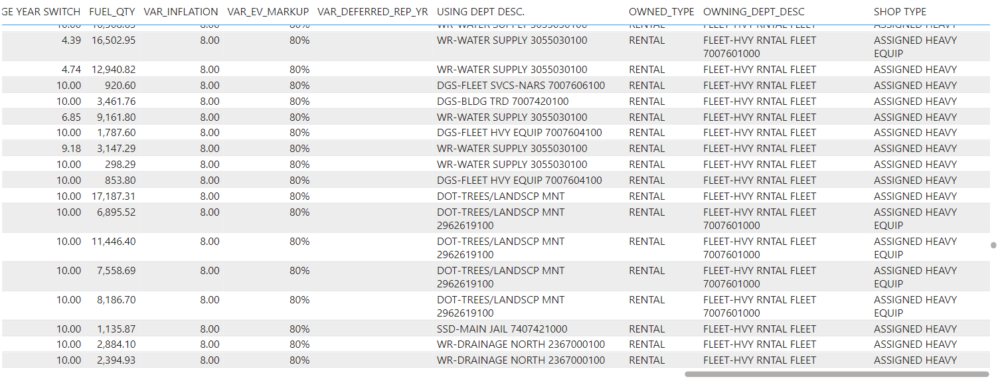 GE YEAR SWITCH FUEL_QTY VAR_INFLATION VAR_EV_MARKUP VAR_DEFERRED_REP_YR USING DEPT DESC. OWNED_TYPE OWNING_DEPT_DESC SHOP TYPE
4.39 16,502.95 8.00 80% WR-WATER SUPPLY 3055030100 RENTAL FLEET-HVY RNTAL FLEET ASSIGNED HEAVY
7007601000 EQUIP
4.74 12,940.82 8.00 80% WR-WATER SUPPLY 3055030100 RENTAL FLEET-HVY RNTAL FLEET ASSIGNED HEAVY
10.00 920.60 8.00 80% DGS-FLEET SVCS-NARS 7007606100 RENTAL FLEET-HVY RNTAL FLEET ASSIGNED HEAVY
10.00 3,461.76 8.00 80% DGS-BLDG TRD 7007420100 RENTAL FLEET-HVY RNTAL FLEET ASSIGNED HEAVY
6.85 9,161.80 8.00 80% WR-WATER SUPPLY 3055030100 RENTAL FLEET-HVY RNTAL FLEET ASSIGNED HEAVY
10.00 1,787.60 8.00 80% DGS-FLEET HVY EQUIP 7007604100 RENTAL FLEET-HVY RNTAL FLEET ASSIGNED HEAVY
9.18 3,147.29 8.00 80% WR-WATER SUPPLY 3055030100 RENTAL FLEET-HVY RNTAL FLEET ASSIGNED HEAVY
10.00 298.29 8.00 80% WR-WATER SUPPLY 3055030100 RENTAL FLEET-HVY RNTAL FLEET ASSIGNED HEAVY
10.00 853.80 8.00 80% DGS-FLEET HVY EQUIP 7007604100 RENTAL FLEET-HVY RNTAL FLEET ASSIGNED HEAVY
10.00 17,187.31 8.00 80% DOT-TREES/LANDSCP MNT RENTAL FLEET-HVY RNTAL FLEET ASSIGNED HEAVY
10.00 6,895.52 8.00 80% DOT-TREES/LANDSCP MNT RENTAL FLEET-HVY RNTAL FLEET ASSIGNED HEAVY
2962619100 7007601000 EQUIP
10.00 11,446.40 8.00 80% DOT-TREES/LANDSCP MNT RENTAL FLEET-HVY RNTAL FLEET ASSIGNED HEAVY
2962619100 7007601000 EQUIP
10.00 7,558.69 8.00 80% DOT-TREES/LANDSCP MNT RENTAL FLEET-HVY RNTAL FLEET ASSIGNED HEAVY
2962619100 7007601000 EQUIP
10.00 8,186.70 8.00 80% DOT-TREES/LANDSCP MNT RENTAL FLEET-HVY RNTAL FLEET ASSIGNED HEAVY
2962619100 7007601000 EQUIP
10.00 1,135.87 8.00 80% SSD-MAIN JAIL 7407421000 RENTAL FLEET-HVY RNTAL FLEET ASSIGNED HEAVY
10.00 2,884.10 8.00 80% WR-DRAINAGE NORTH 2367000100 RENTAL FLEET-HVY RNTAL FLEET ASSIGNED HEAVY
10.00 2,394.93 8.00 80% WR-DRAINAGE NORTH 2367000100 RENTAL FLEET-HVY RNTAL FLEET ASSIGNED HEAVY